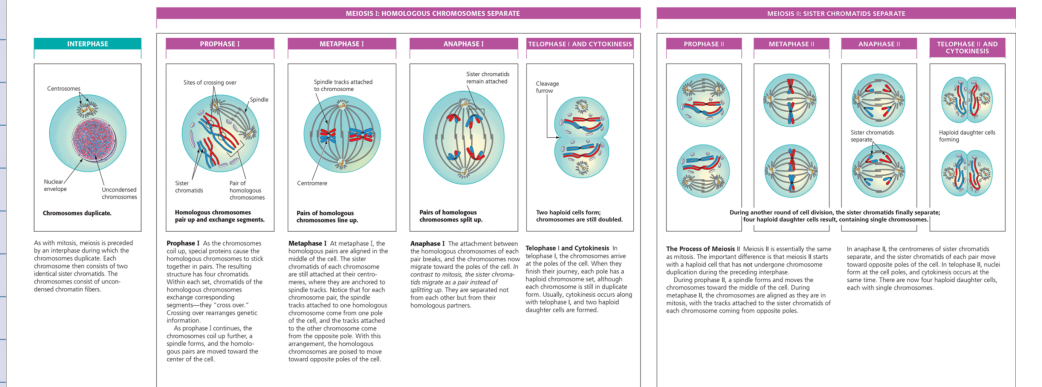 MEIOSIS I: HOMOLOGOUS CHROMOSOMES SEPARATE
MEIOSIS II: SISTER CHROMATIDS SEPARATE
INTERPHASE
PROPHASE I
METAPHASE I
ANAPHASE I
TELOPHASE I AND CYTOKINESIS
PROPHASE II
METAPHASE II
ANAPHASE II
TELOPHASE II AND
CYTOKINESIS
Centrosomes
Nuclear
envelope
Uncondensed
chromosomes
Chromosomes duplicate.
Sites of crossing over
Spindle
Sister
chromatids
Pair of
homologous
chromosomes
Homologous chromosomes
pair up and exchange segments.
Spindle tracks attached
to chromosome
Centromere
Pairs of homologous
chromosomes line up.
Sister chromatids
remain attached
Pairs of homologous
chromosomes split up.
Cleavage
furrow
Two haploid cells form;
chromosomes are still doubled.
Sister chromatids
separate
Haploid daughter cells
forming
During another round of cell division, the sister chromatids finally separate;
four haploid daughter cells result, containing single chromosomes.
As with mitosis, meiosis is preceded
by an interphase during which the
chromosomes duplicate. Each
chromosome then consists of two
identical sister chromatids. The
chromosomes consist of uncon-
densed chromatin fibers.
Prophase I As the chromosomes
coil up, special proteins cause the
homologous chromosomes to stick
together in pairs. The resulting
structure has four chromatids.
Within each set, chromatids of the
homologous chromosomes
exchange corresponding
segments—they "cross over."
Crossing over rearranges genetic
information.
As prophase I continues, the
chromosomes coil up further, a
spindle forms, and the homolo-
gous pairs are moved toward the
center of the cell.
Metaphase I At metaphase I, the
homologous pairs are aligned in the
middle of the cell. The sister
chromatids of each chromosome
are still attached at their centro-
meres, where they are anchored to
spindle tracks. Notice that for each
chromosome pair, the spindle
tracks attached to one homologous
chromosome come from one pole
of the cell, and the tracks attached
to the other chromosome come
from the opposite pole. With this
arrangement, the homologous
chromosomes are poised to move
toward opposite poles of the cell.
Anaphase I The attachment between
the homologous chromosomes of each
pair breaks, and the chromosomes now
migrate toward the poles of the cell. In
contrast to mitosis, the sister chroma-
tids migrate as a pair instead of
splitting up. They are separated not
from each other but from their
homologous partners.
Telophase I and Cytokinesis In
telophase I, the chromosomes arrive
at the poles of the cell. When they
finish their journey, each pole has a
haploid chromosome set, although
each chromosome is still in duplicate
form. Usually, cytokinesis occurs along
with telophase I, and two haploid
daughter cells are formed.
The Process of Meiosis II Meiosis II is essentially the same
as mitosis. The important difference is that meiosis II starts
with a haploid cell that has not undergone chromosome
duplication during the preceding interphase.
During prophase II, a spindle forms and moves the
chromosomes toward the middle of the cell. During
metaphase II, the chromosomes are aligned as they are in
mitosis, with the tracks attached to the sister chromatids of
each chromosome coming from opposite poles.
In anaphase II, the centromeres of sister chromatids
separate, and the sister chromatids of each pair move
toward opposite poles of the cell. In telophase II, nuclei
form at the cell poles, and cytokinesis occurs at the
same time. There are now four haploid daughter cells,
each with single chromosomes.